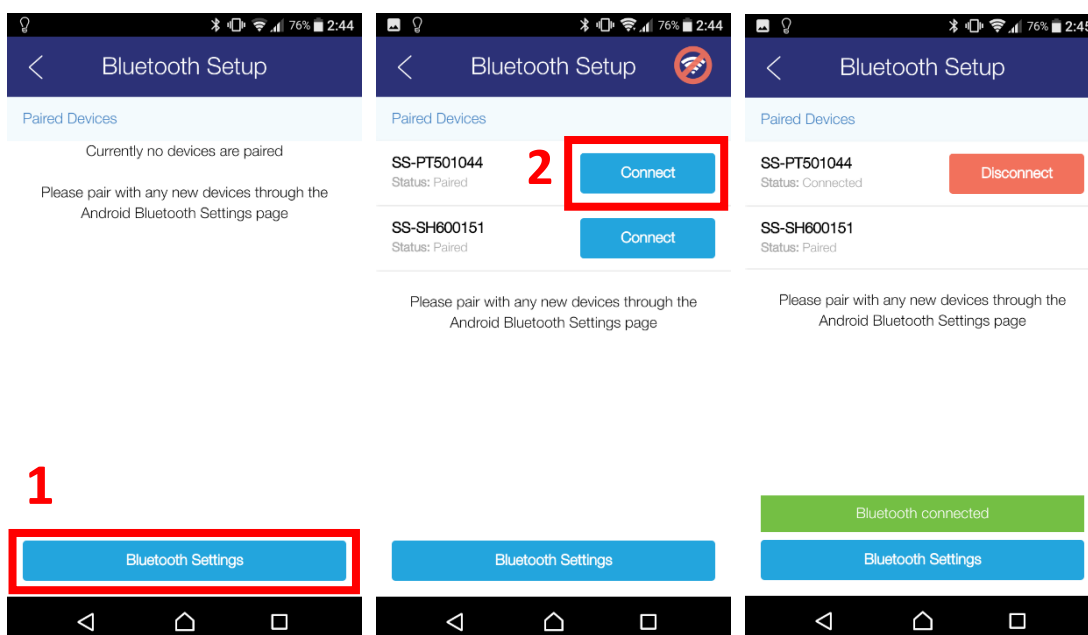 76% 2:44
Bluetooth Setup
Paired Devices
Currently no devices are paired
Please pair with any new devices through the
Android Bluetooth Settings page
1
Bluetooth Settings
76% 2:44
Bluetooth Setup
Paired Devices
SS-PT501044
Status: Paired
2
Connect
SS-SH600151
Status: Paired
Connect
Please pair with any new devices through the
Android Bluetooth Settings page
Bluetooth Settings
76% 2:45
Bluetooth Setup
Paired Devices
SS-PT501044
Status: Connected
Disconnect
SS-SH600151
Status: Paired
Please pair with any new devices through the
Android Bluetooth Settings page
Bluetooth connected
Bluetooth Settings